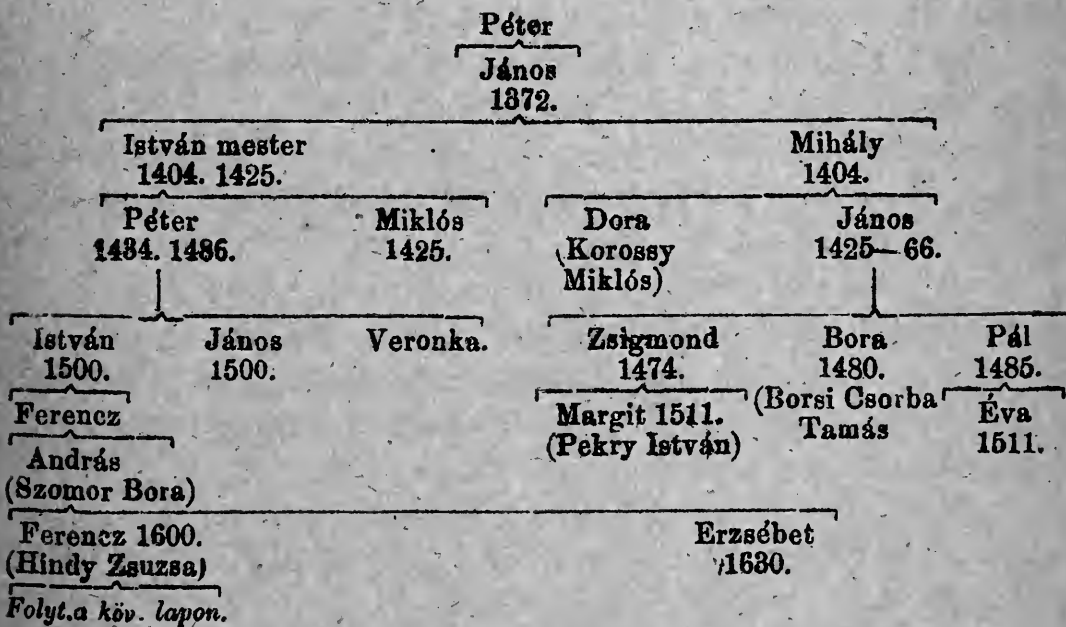 Péter
János
1372.
István mester Mihály
1404. 1425. 1404.
Péter Miklós Dora János
1434. 1486. 1425. (Korossy 1425—66.
Miklós)
István János Veronka. Zsigmond Bora Pál
1500. 1500. 1474. 1480. 1485.
Ferencz Margit 1511. (Borsi Csorba Éva
(Pekry István) Tamás 1511.
András
(Szomor Bora)
Ferencz 1600. Erzsébet
(Hindy Zsuzsa) 1630.
Folyt. a köv. lapon.